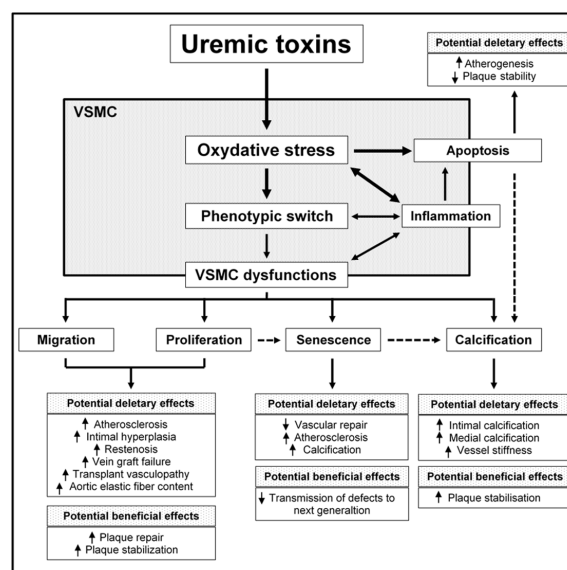 Uremic toxins
Potential deletary effects
Atherogenesis
Plaque stability
VSMC
Oxydative stress
Apoptosis
Phenotypic switch
Inflammation
VSMC dysfunctions
Migration
Proliferation
Senescence
Calcification
Potential deletary effects
Atherosclerosis
Intimal hyperplasia
Restenosis
Vein graft failure
Transplant vasculopathy
Aortic elastic fiber content
Potential beneficial effects
Plaque repair
Plaque stabilization
Potential deletary effects
Vascular repair
Atherosclerosis
Calcification
Potential beneficial effects
Transmission of defects to
next generaltion
Potential deletary effects
Intimal calcification
Medial calcification
Vessel stiffness
Potential beneficial effects
Plaque stabilisation